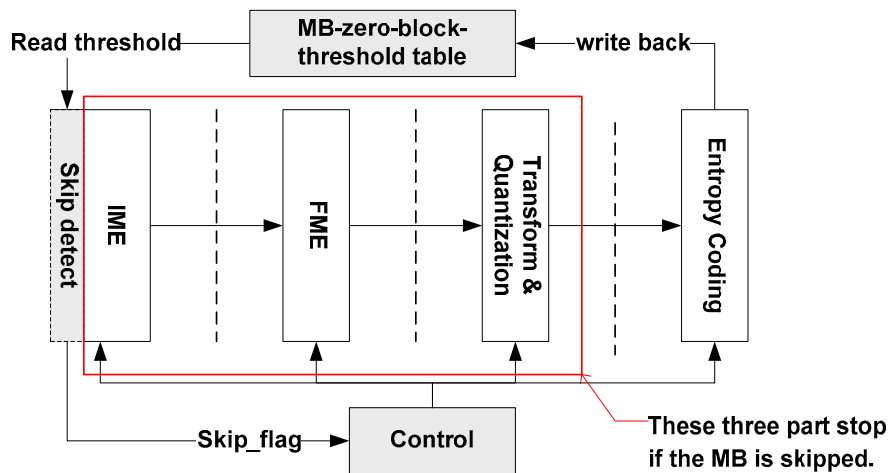 MB-zero-block-
threshold table
Read threshold
write back
Skip detect
IME
FME
Transform &
Quantization
Entropy Coding
Skip_flag
Control
These three part stop
if the MB is skipped.